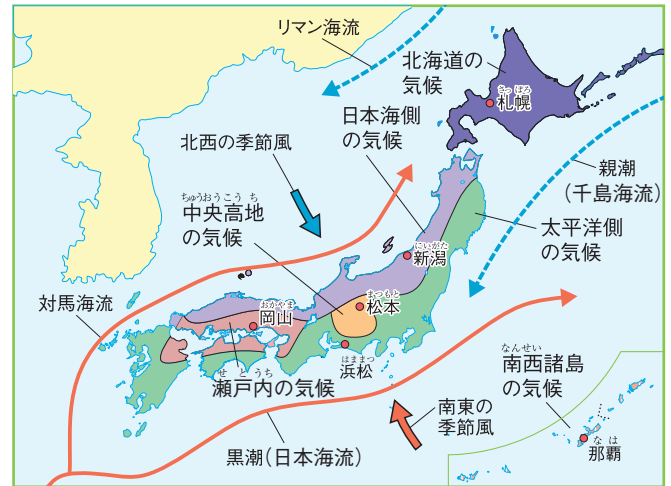 リマン海流
北海道の
気候
さっぽろ
札幌
日本海側
の気候
北西の季節風
親潮
(千島海流)
ちゅうおうこうち
中央高地
の気候
太平洋側
の気候
にいがた
新潟
まつもと
松本
おかやま
岡山
対馬海流
はままつ
浜松
せとうち
瀬戸内の気候
なんせい
南西諸島
の気候
南東の
季節風
黒潮(日本海流)
なは
那覇